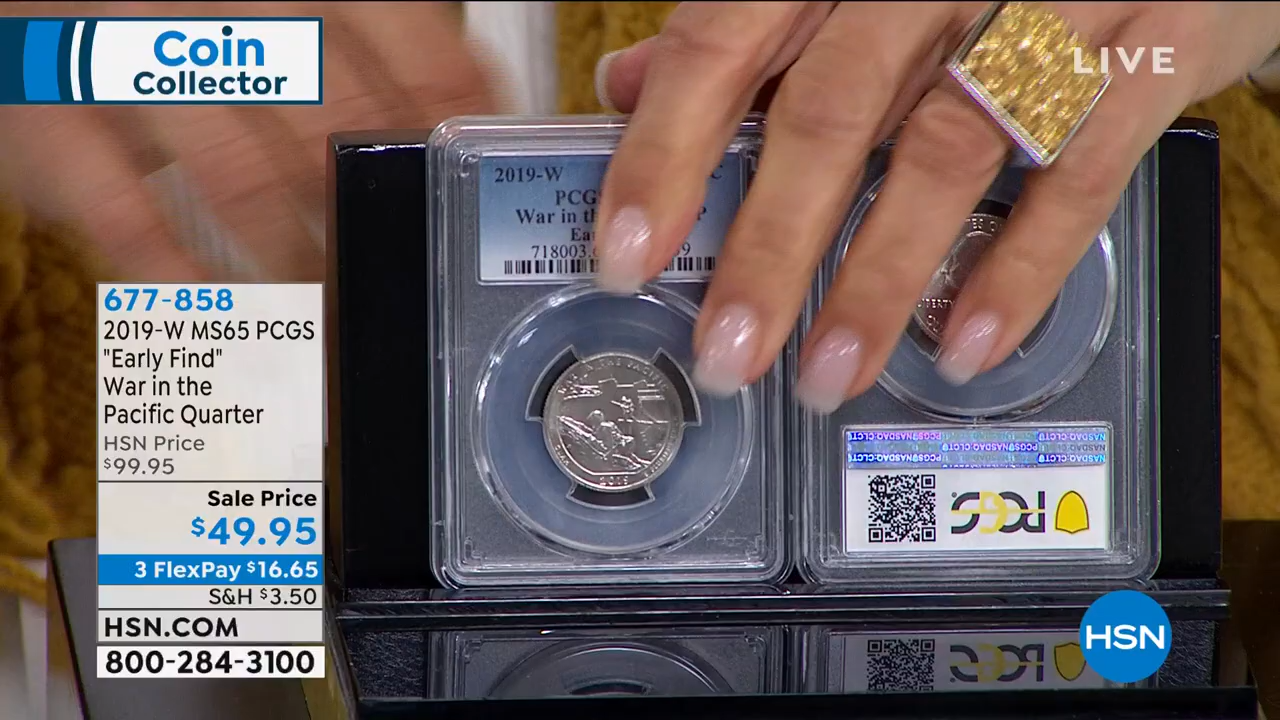 Coin
Collector
LIVE
2019-W
PCGS
War in
718003.
677-858
2019-W MS65 PCGS
"Early Find"
War in the
Pacific Quarter
HSN Price
$99.95
Sale Price
$49.95
3 FlexPay $16.65
S&H $3.50
HSN.COM
800-284-3100
2019
PCGS
HSN